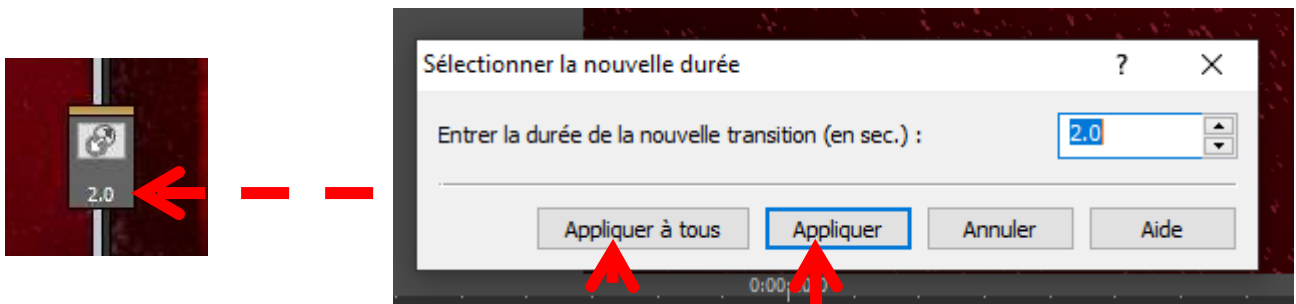 Sélectionner la nouvelle durée
?
Entrer la durée de la nouvelle transition (en sec.) :
2.0
2.0
Appliquer à tous
Appliquer
Annuler
Aide